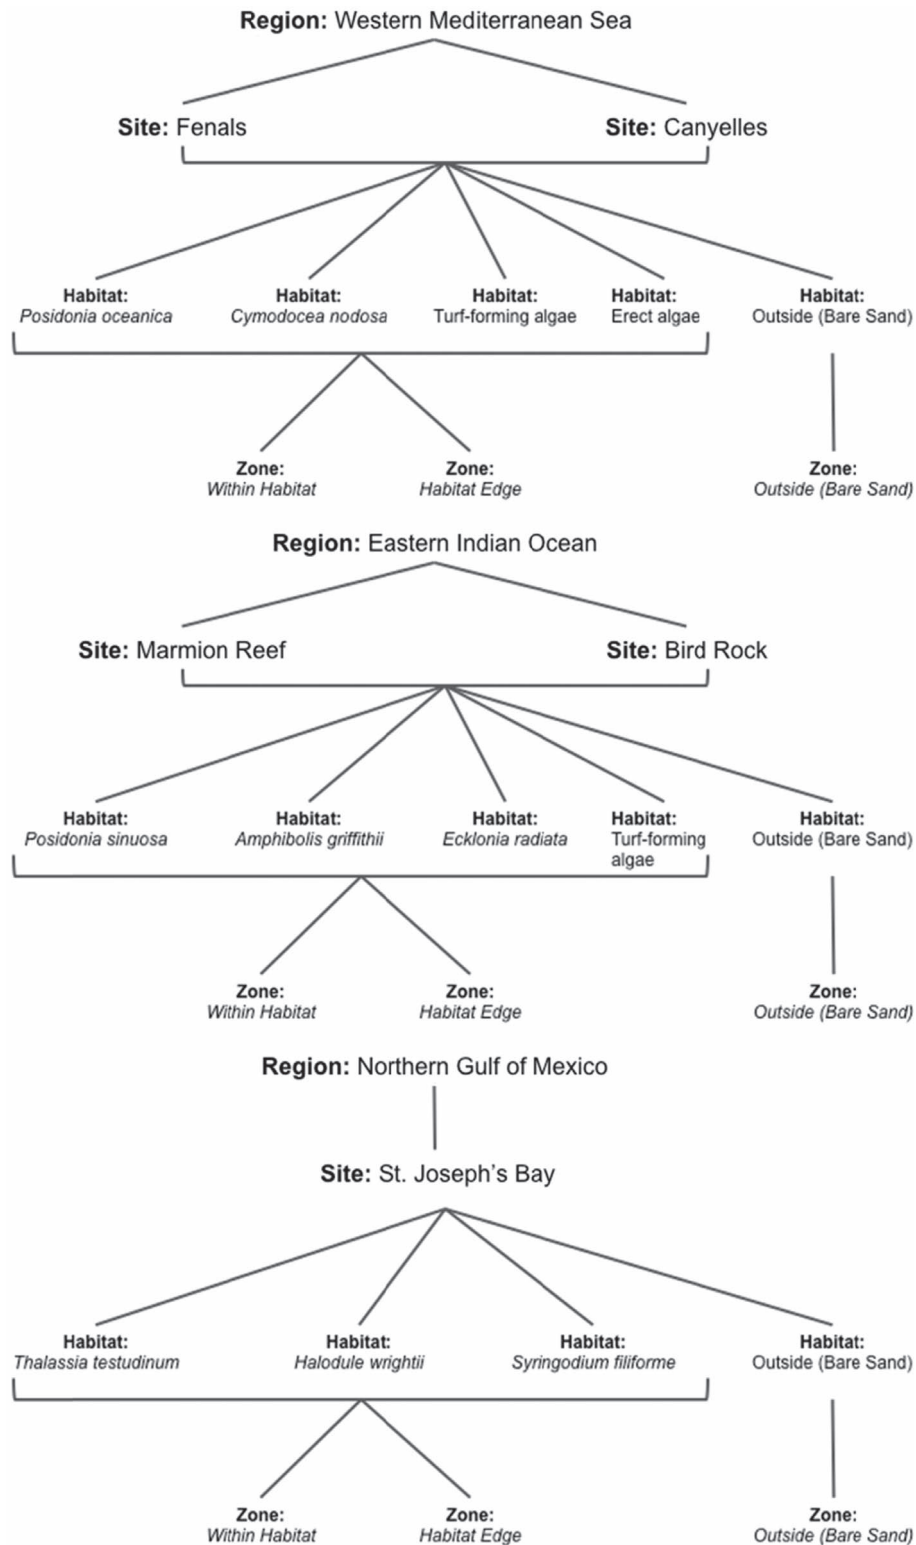 Region: Western Mediterranean Sea
Site: Fenals
Site: Canyelles
Habitat:
Posidonia oceanica
Habitat:
Cymodocea nodosa
Habitat:
Turf-forming algae
Habitat:
Erect algae
Habitat:
Outside (Bare Sand)
Zone:
Within Habitat
Zone:
Habitat Edge
Zone:
Outside (Bare Sand)
Region: Eastern Indian Ocean
Site: Marmion Reef
Site: Bird Rock
Habitat:
Posidonia sinuosa
Habitat:
Amphibolis griffithii
Habitat:
Ecklonia radiata
Habitat:
Turf-forming
algae
Habitat:
Outside (Bare Sand)
Zone:
Within Habitat
Zone:
Habitat Edge
Zone:
Outside (Bare Sand)
Region: Northern Gulf of Mexico
Site: St. Joseph's Bay
Habitat:
Thalassia testudinum
Habitat:
Halodule wrightii
Habitat:
Syringodium filiforme
Habitat:
Outside (Bare Sand)
Zone:
Within Habitat
Zone:
Habitat Edge
Zone:
Outside (Bare Sand)